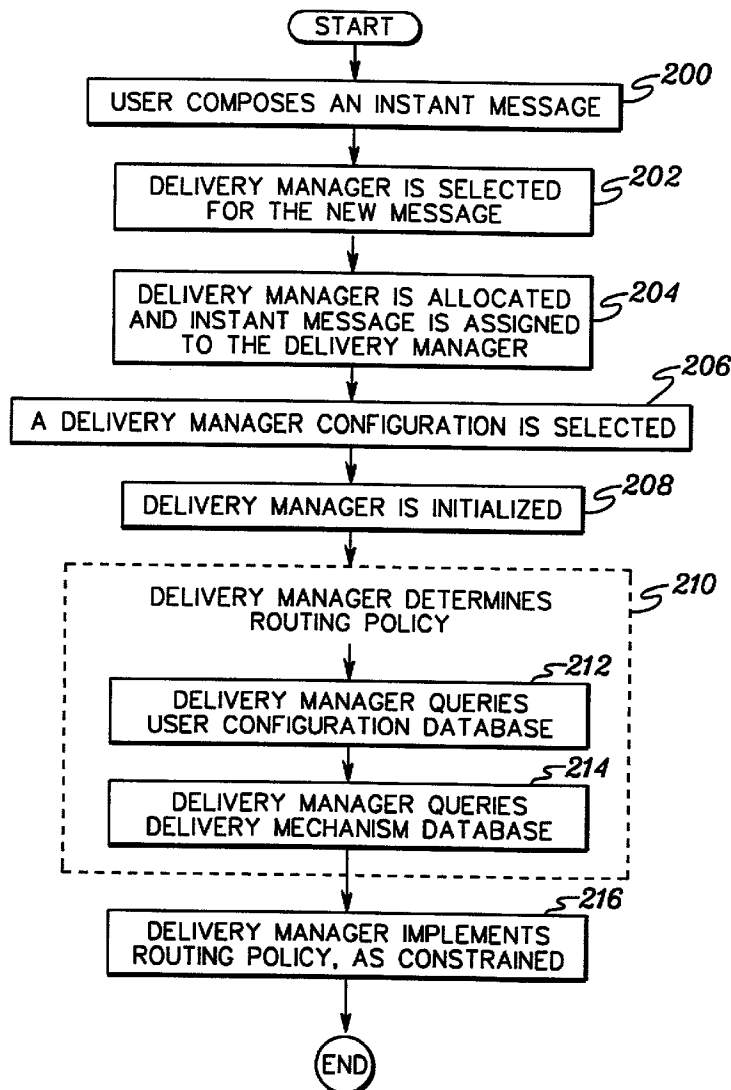 START
200
USER COMPOSES AN INSTANT MESSAGE
202
DELIVERY MANAGER IS SELECTED
FOR THE NEW MESSAGE
204
DELIVERY MANAGER IS ALLOCATED
AND INSTANT MESSAGE IS ASSIGNED
TO THE DELIVERY MANAGER
206
A DELIVERY MANAGER CONFIGURATION IS SELECTED
208
DELIVERY MANAGER IS INITIALIZED
210
DELIVERY MANAGER DETERMINES
ROUTING POLICY
212
DELIVERY MANAGER QUERIES
USER CONFIGURATION DATABASE
214
DELIVERY MANAGER QUERIES
DELIVERY MECHANISM DATABASE
216
DELIVERY MANAGER IMPLEMENTS
ROUTING POLICY, AS CONSTRAINED
END